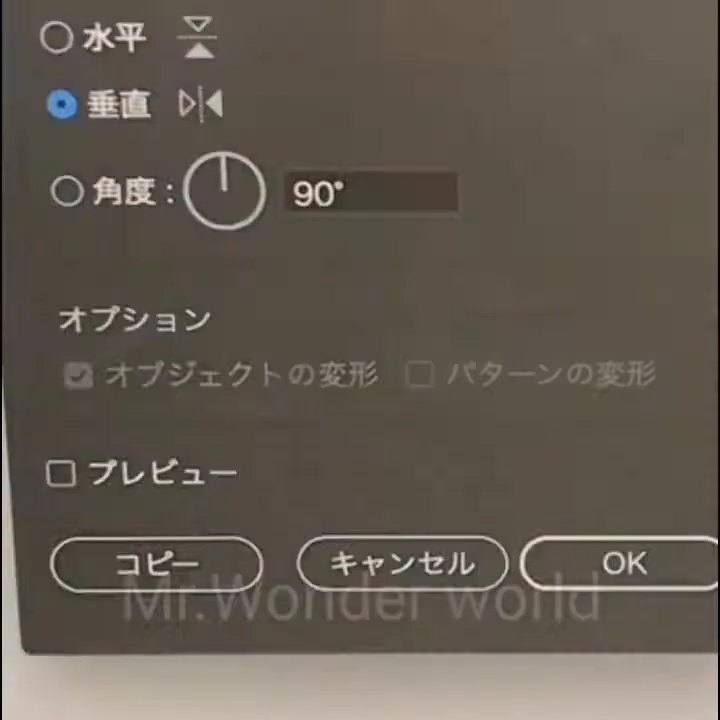 水平
垂直
角度 : 90°
オプション
オブジェクトの変形 パターンの変形
プレビュー
コピー キャンセル OK
Mr.Wonder world